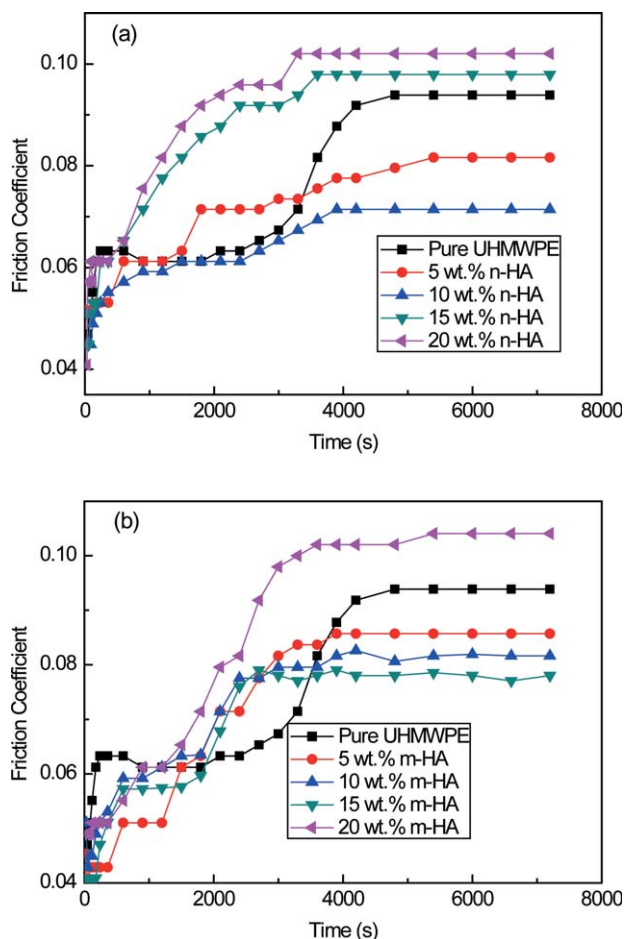 (a)
0.10
0.08
0.06
0.04
Friction Coefficient
Pure UHMWPE
5 wt.% n-HA
10 wt.% n-HA
15 wt.% n-HA
20 wt.% n-HA
0 2000 4000 6000 8000
Time (s)
(b)
0.10
0.08
0.06
0.04
Friction Coefficient
Pure UHMWPE
5 wt.% m-HA
10 wt.% m-HA
15 wt.% m-HA
20 wt.% m-HA
0 2000 4000 6000 8000
Time (s)